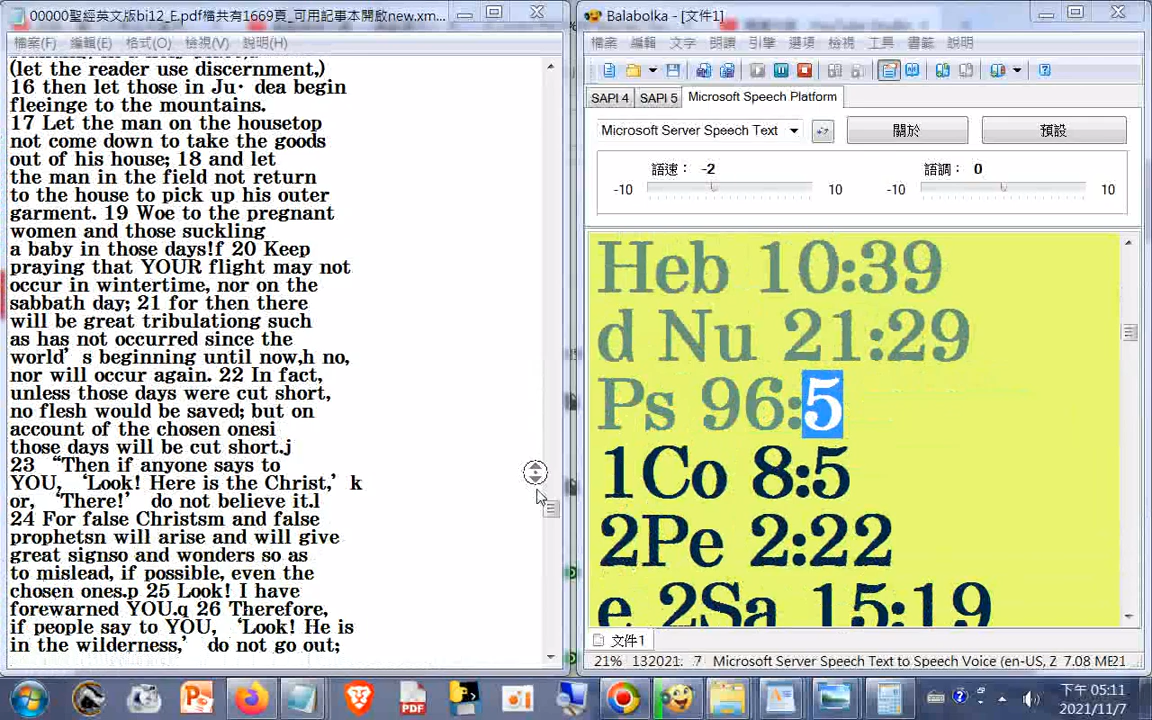 00000聖經英文版bi12_E.pdf檔共有1669頁_可用記事本開啟new.xm...
檔案(F) 編輯(E) 格式(O) 檢視(V) 說明(H)
(let the reader use discernment,)
16 then let those in Ju· dea begin
fleeinge to the mountains.
17 Let the man on the housetop
not come down to take the goods
out of his house; 18 and let
the man in the field not return
to the house to pick up his outer
garment. 19 Woe to the pregnant
women and those suckling
a baby in those days!f 20 Keep
praying that YOUR flight may not
occur in wintertime, nor on the
sabbath day; 21 for then there
will be great tribulationg such
as has not occurred since the
world’ s beginning until now,h no,
nor will occur again. 22 In fact,
unless those days were cut short,
no flesh would be saved; but on
account of the chosen onesi
those days will be cut short.j
23 “Then if anyone says to
YOU, ‘Look! Here is the Christ,’ k
or, ‘There!’ do not believe it.l
24 For false Christsm and false
prophetsn will arise and will give
great signso and wonders so as
to mislead, if possible, even the
chosen ones.p 25 Look! I have
forewarned YOU.q 26 Therefore,
if people say to YOU, ‘Look! He is
in the wilderness,’ do not go out;
Balabolka - [文件1]
檔案 編輯 文字 朗讀 引擎 選項 檢視 工具 書籤 說明
SAPI 4 SAPI 5 Microsoft Speech Platform
Microsoft Server Speech Text 關於 預設
語速: -2 語調: 0
-10 10 -10 10
Heb 10:39
d Nu 21:29
Ps 96:5
1Co 8:5
2Pe 2:22
e 2Sa 15:19
文件1
21% 132021: 7 Microsoft Server Speech Text to Speech Voice (en-US, Z 7.08 ME21
PDF
下午 05:11
2021/11/7